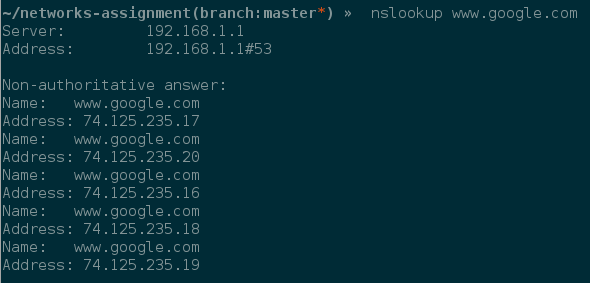 ~/networks-assignment(branch:master*) » nslookup www.google.com
Server: 192.168.1.1
Address: 192.168.1.1#53
Non-authoritative answer:
Name: www.google.com
Address: 74.125.235.17
Name: www.google.com
Address: 74.125.235.20
Name: www.google.com
Address: 74.125.235.16
Name: www.google.com
Address: 74.125.235.18
Name: www.google.com
Address: 74.125.235.19